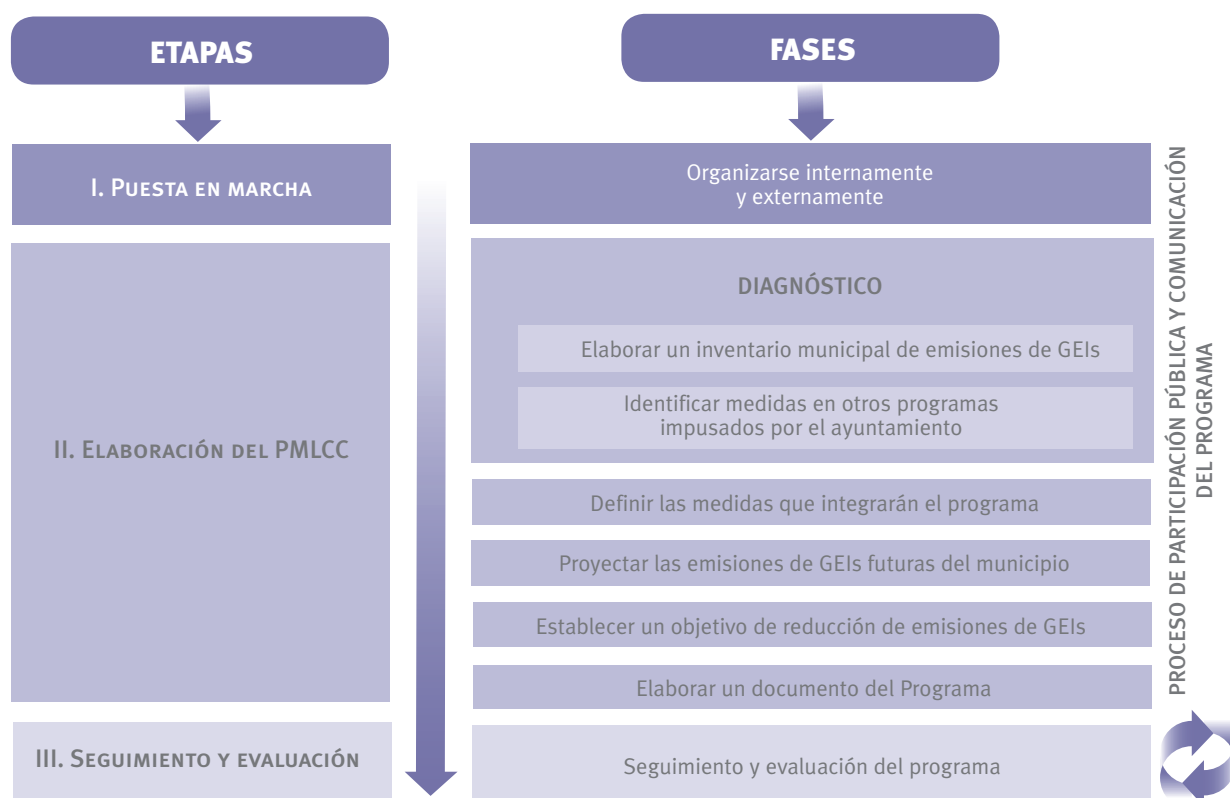 ETAPAS
FASES
I. Puesta en marcha
Organizarse internamente
y externamente
II. Elaboración del PMLCC
DIAGNÓSTICO
Elaborar un inventario municipal de emisiones de GEIs
Identificar medidas en otros programas
impusados por el ayuntamiento
Definir las medidas que integrarán el programa
Proyectar las emisiones de GEIs futuras del municipio
Establecer un objetivo de reducción de emisiones de GEIs
Elaborar un documento del Programa
III. Seguimiento y evaluación
Seguimiento y evaluación del programa
PROCESO DE PARTICIPACIÓN PÚBLICA Y COMUNICACIÓN
DEL PROGRAMA